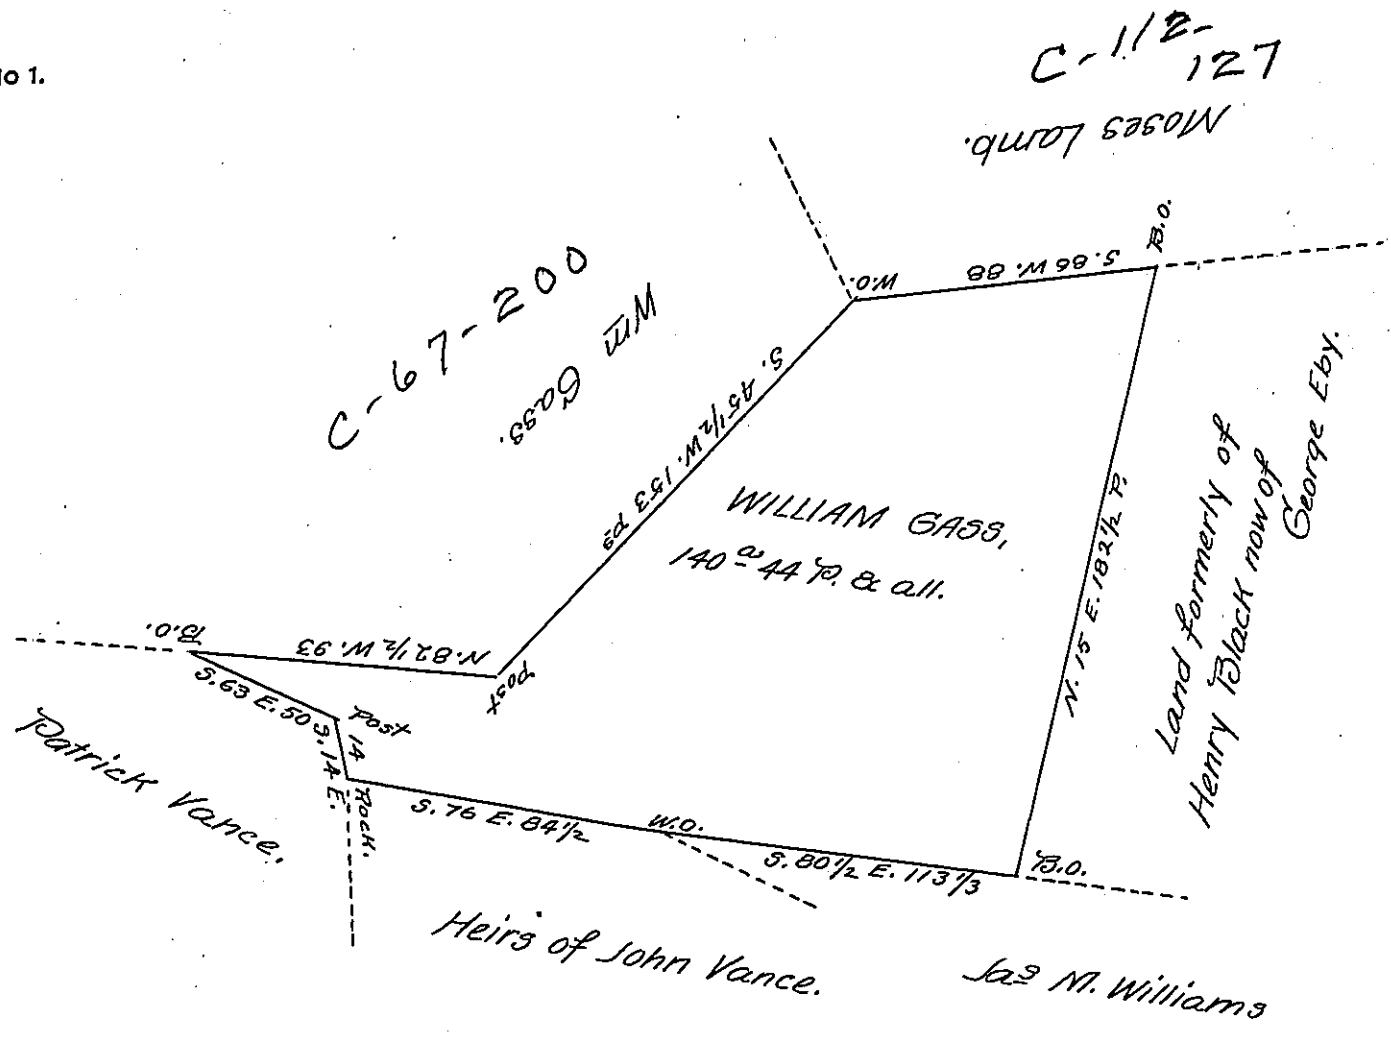 o 1.
C-112-
127
Moses Lamb.
B.O.
S. 86 W. 88
W.O.
C-67-200
Wm
Gass.
S. 45 1/2 W. 153 Ps
WILLIAM GASS,
140 a 44 P. & all.
N. 15 E. 182 1/2 P.
Land formerly of
Henry Black now of
George Eby.
B.O.
N. 82 1/2 W. 93
Post
S. 63 E. 50
Post
S. 14 E.
14
Rock.
Patrick Vance.
S. 76 E. 84 1/2
W.O.
S. 80 1/2 E. 113 1/3
B.O.
Heirs of John Vance.
Jas M. Williams